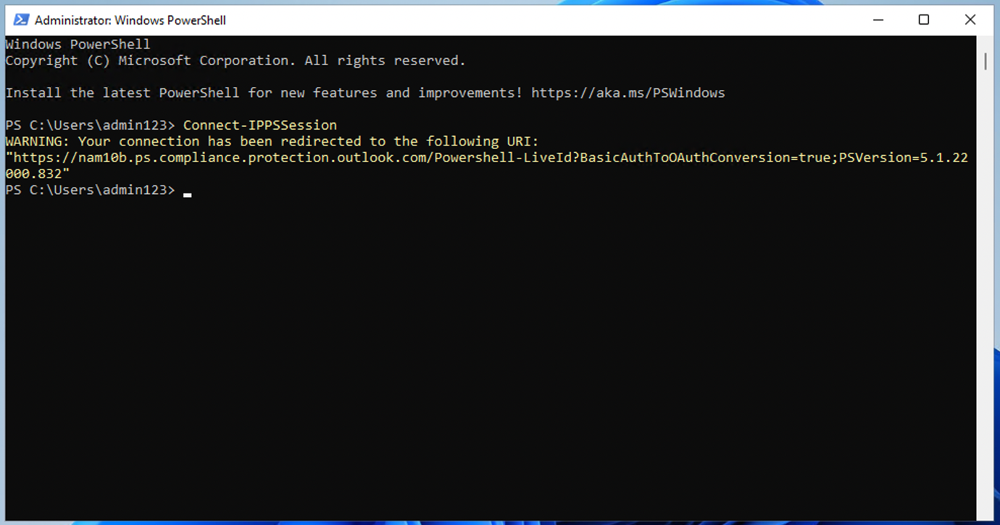 Administrator: Windows PowerShell
Windows PowerShell
Copyright (C) Microsoft Corporation. All rights reserved.
Install the latest PowerShell for new features and improvements! https://aka.ms/PSWindows
PS C:\Users\admin123> Connect-IPPSSession
WARNING: Your connection has been redirected to the following URI:
"https://nam10b.ps.compliance.protection.outlook.com/Powershell-LiveId?BasicAuthToOAuthConversion=true;PSVersion=5.1.22
000.832"
PS C:\Users\admin123>